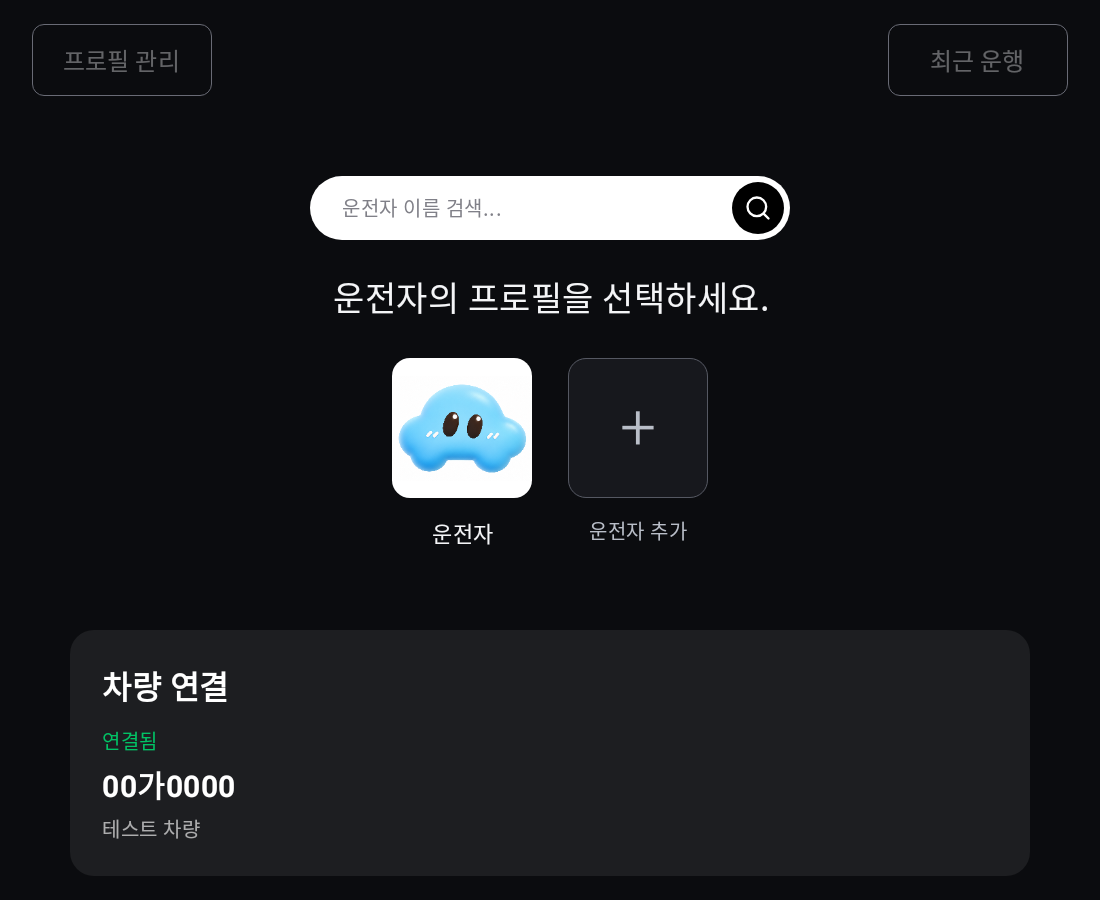 프로필 관리
최근 운행
운전자 이름 검색...
운전자의 프로필을 선택하세요.
운전자
운전자 추가
차량 연결
연결됨
00가0000
테스트 차량